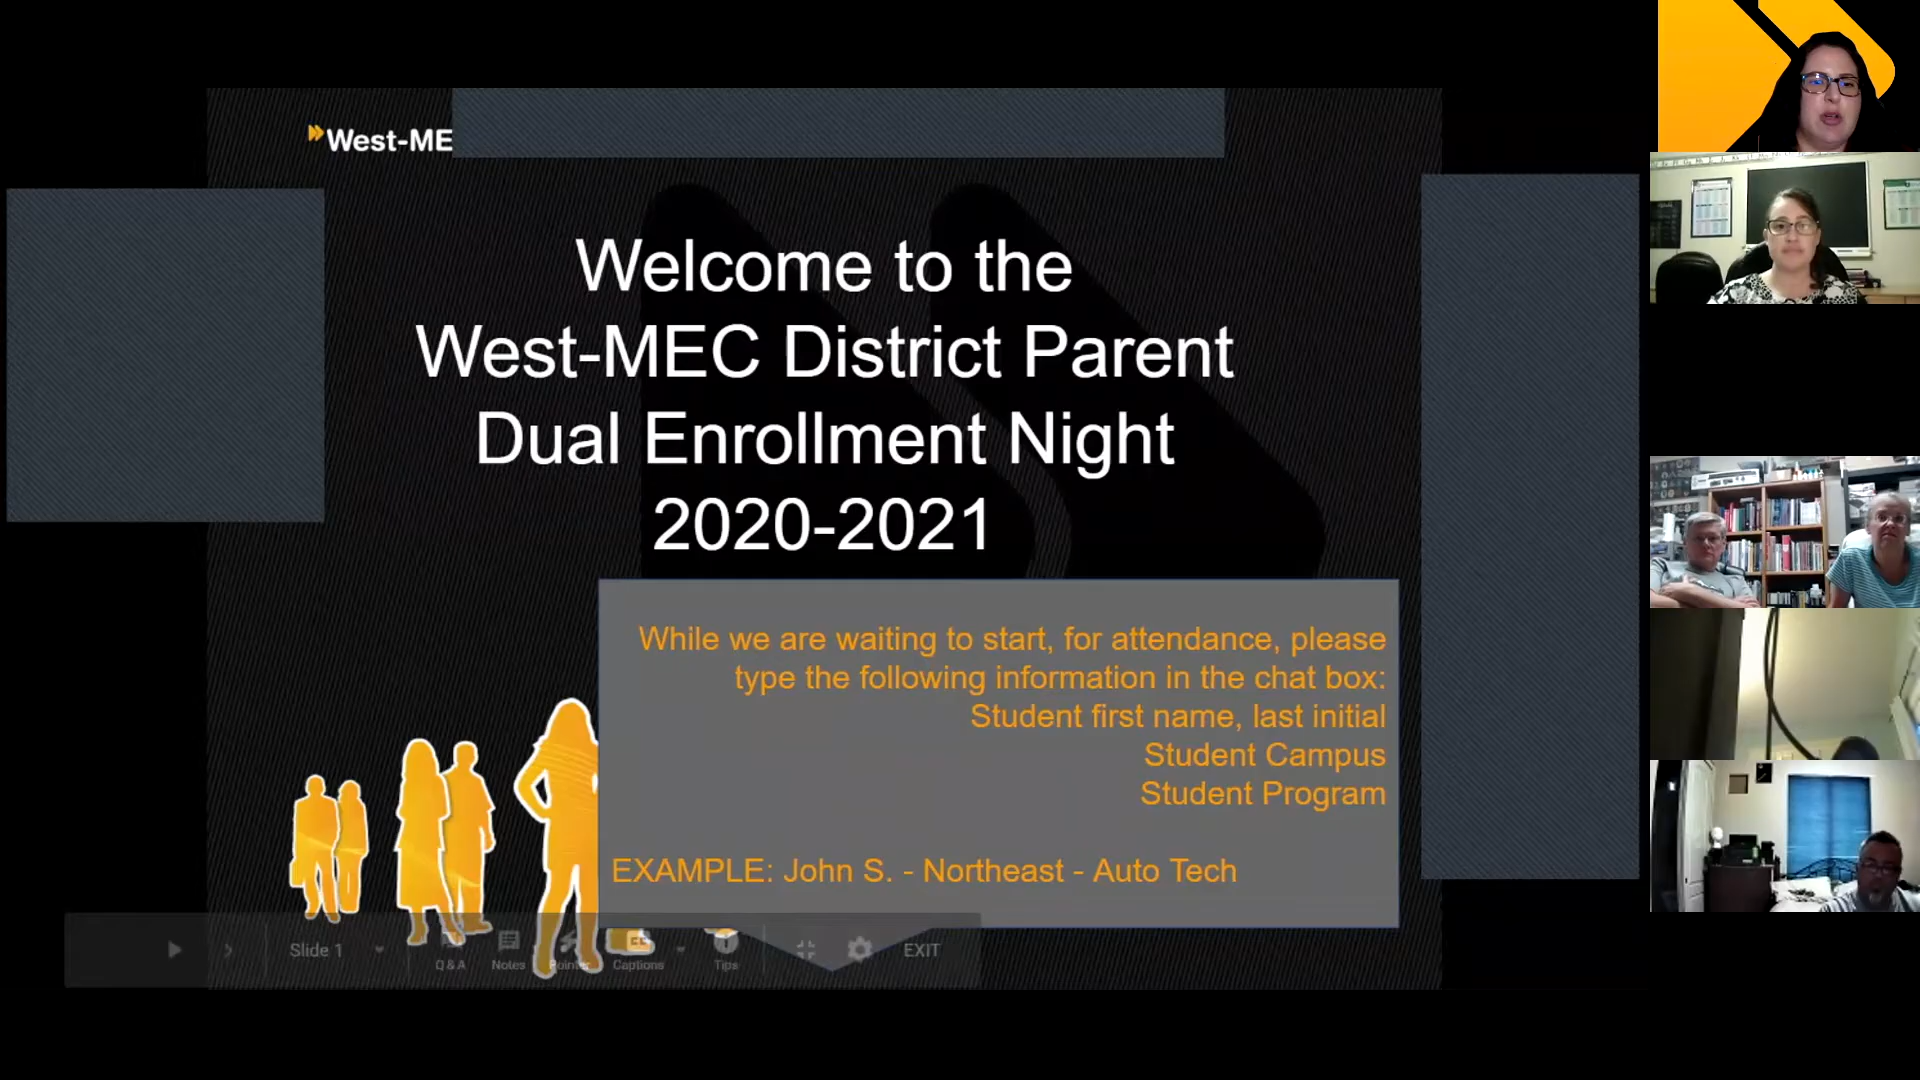 West-ME
Welcome to the
West-MEC District Parent
Dual Enrollment Night
2020-2021
While we are waiting to start, for attendance, please
type the following information in the chat box:
Student first name, last initial
Student Campus
Student Program
EXAMPLE: John S. - Northeast - Auto Tech
Slide 1
Q & A
Notes
Pointer
Captions
Tips
EXIT